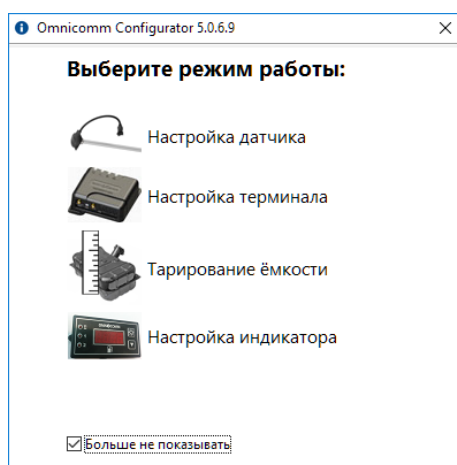 Omnicomm Configurator 5.0.6.9
Выберите режим работы:
Настройка датчика
Настройка терминала
Тарирование ёмкости
Настройка индикатора
Больше не показывать